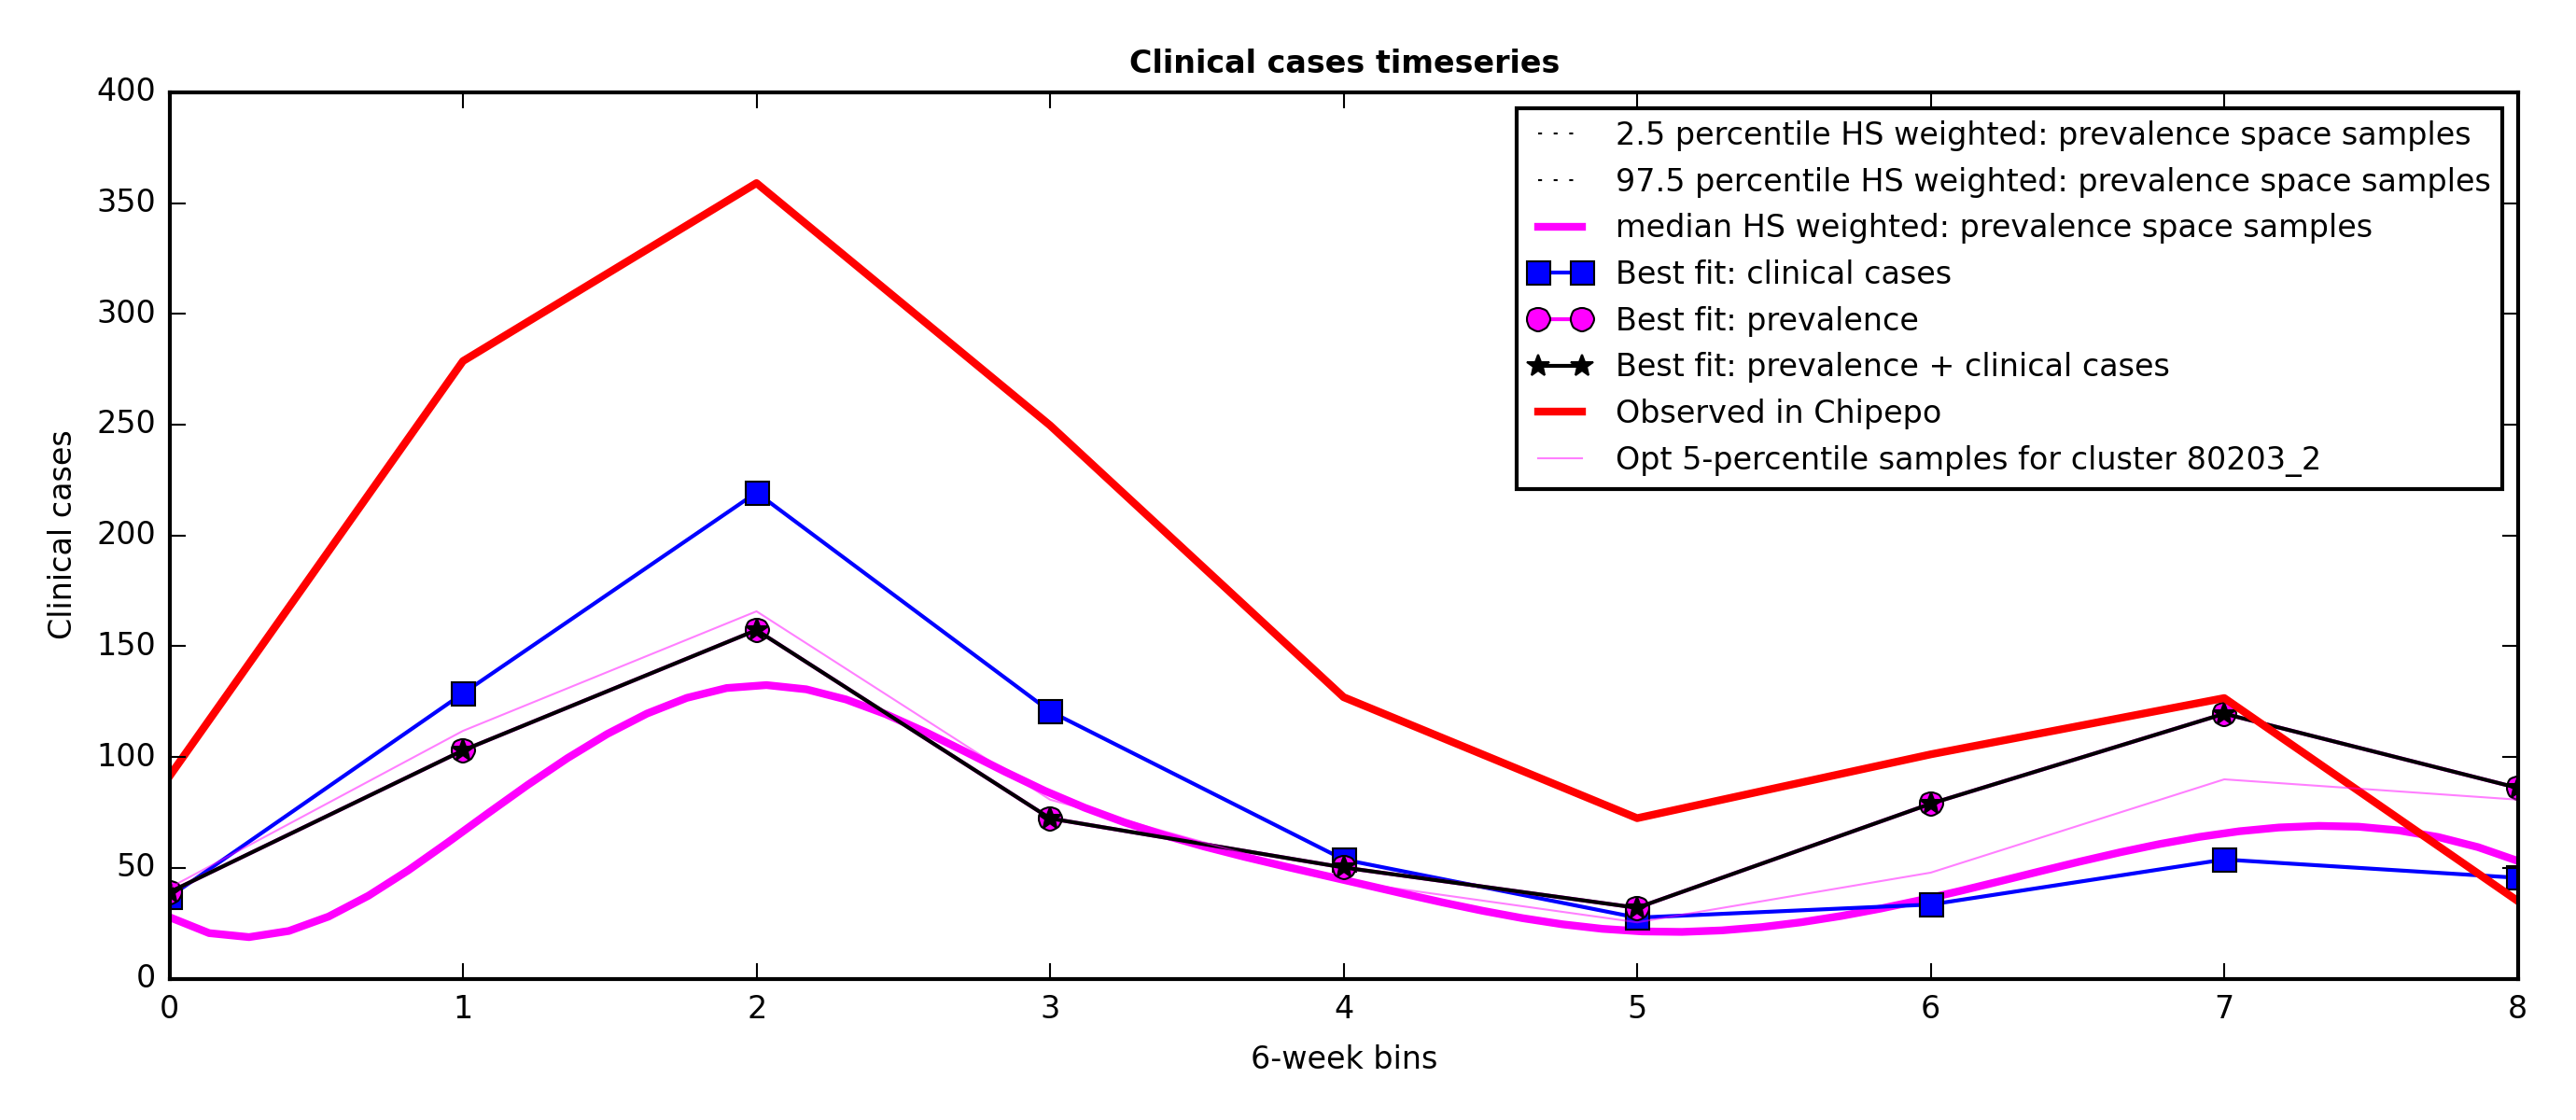 Clinical cases timeseries
400
350
300
250
200
150
100
50
0
Clinical cases
2.5 percentile HS weighted: prevalence space samples
97.5 percentile HS weighted: prevalence space samples
median HS weighted: prevalence space samples
Best fit: clinical cases
Best fit: prevalence
Best fit: prevalence + clinical cases
Observed in Chipepo
Opt 5-percentile samples for cluster 80203_2
0 1 2 3 4 5 6 7 8
6-week bins